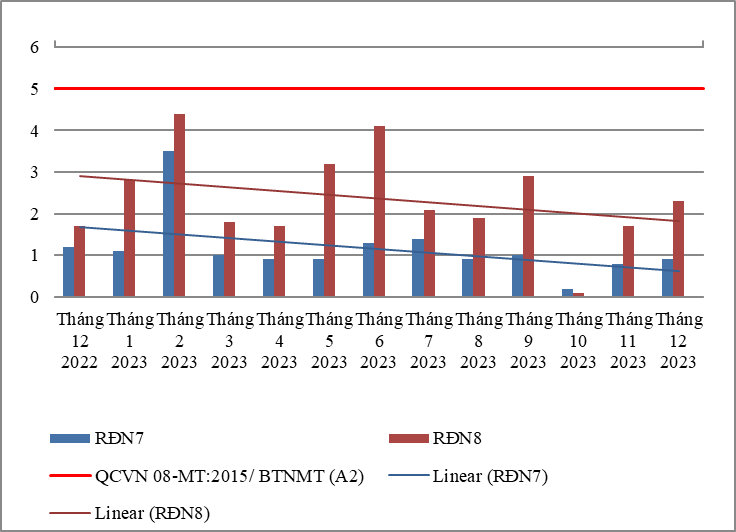 6
5
4
3
2
1
0
Tháng Tháng Tháng Tháng Tháng Tháng Tháng Tháng Tháng Tháng Tháng Tháng Tháng
12 1 2 3 4 5 6 7 8 9 10 11 12
2022 2023 2023 2023 2023 2023 2023 2023 2023 2023 2023 2023 2023
RĐN7 RĐN8
QCVN 08-MT:2015/ BTNMT (A2) Linear (RĐN7)
Linear (RĐN8)